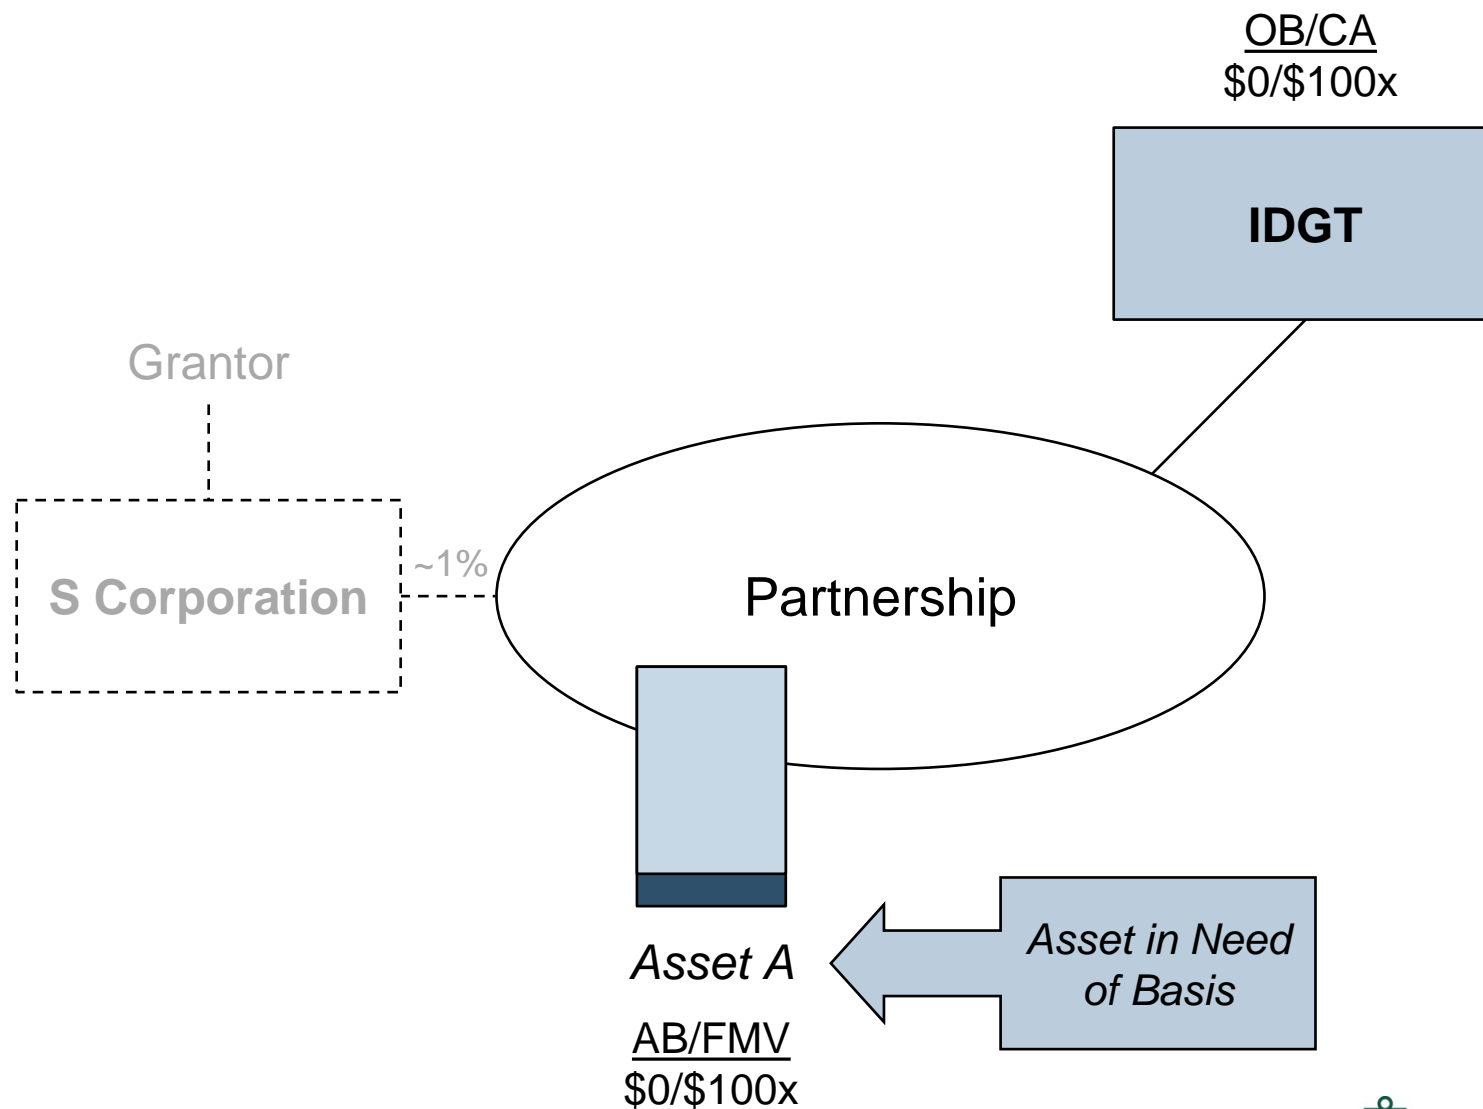 OB/CA
$0/$100x
IDGT
Grantor
S Corporation
~1%
Partnership
Asset A
AB/FMV
$0/$100x
Asset in Need
of Basis